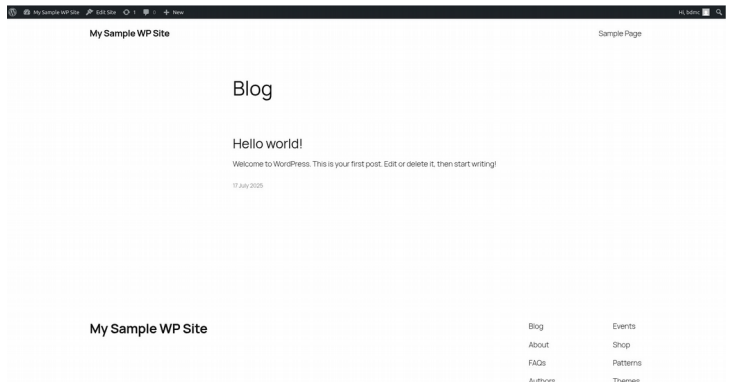 My Sample WP Site Edit Site 1 0 + New Hi, bdmc
My Sample WP Site Sample Page
Blog
Hello world!
Welcome to WordPress. This is your first post. Edit or delete it, then start writing!
17 July 2025
My Sample WP Site
Blog Events
About Shop
FAQs Patterns
Authors Themes